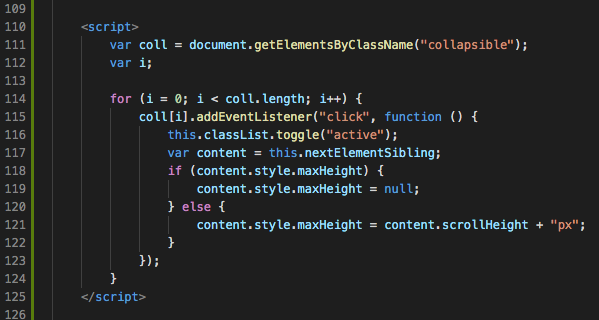 109
110 <script>
111 var coll = document.getElementsByClassName("collapsible");
112 var i;
113
114 for (i = 0; i < coll.length; i++) {
115 coll[i].addEventListener("click", function () {
116 this.classList.toggle("active");
117 var content = this.nextElementSibling;
118 if (content.style.maxHeight) {
119 content.style.maxHeight = null;
120 } else {
121 content.style.maxHeight = content.scrollHeight + "px";
122 }
123 });
124 }
125 </script>
126